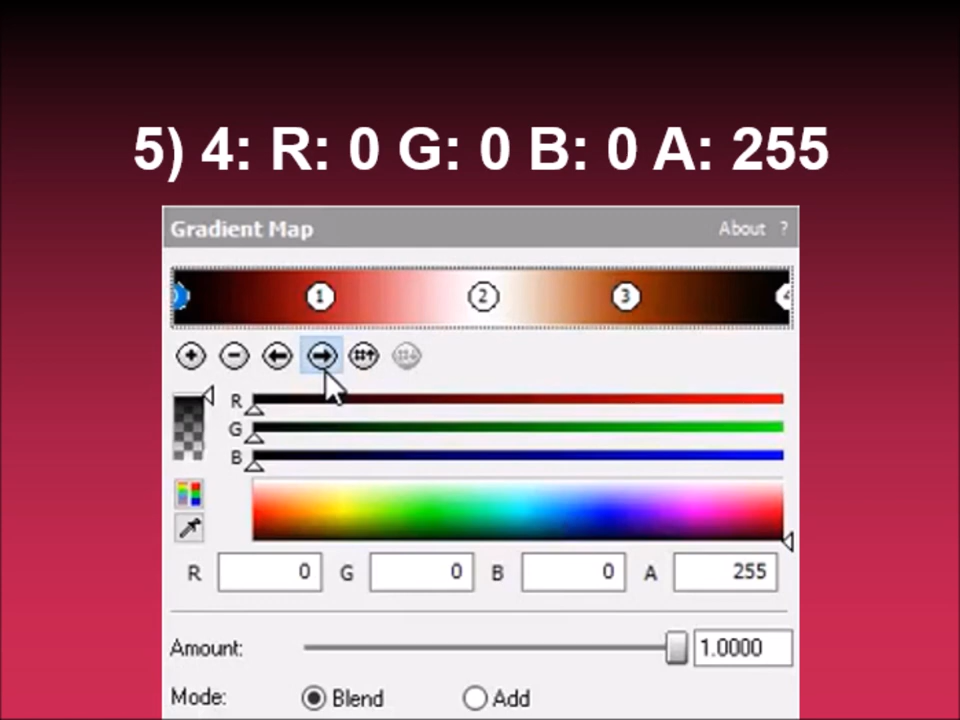 5) 4: R: 0 G: 0 B: 0 A: 255
Gradient Map About ?
1 2 3 4
R
G
B
R 0 G 0 B 0 A 255
Amount: 1.0000
Mode: Blend Add